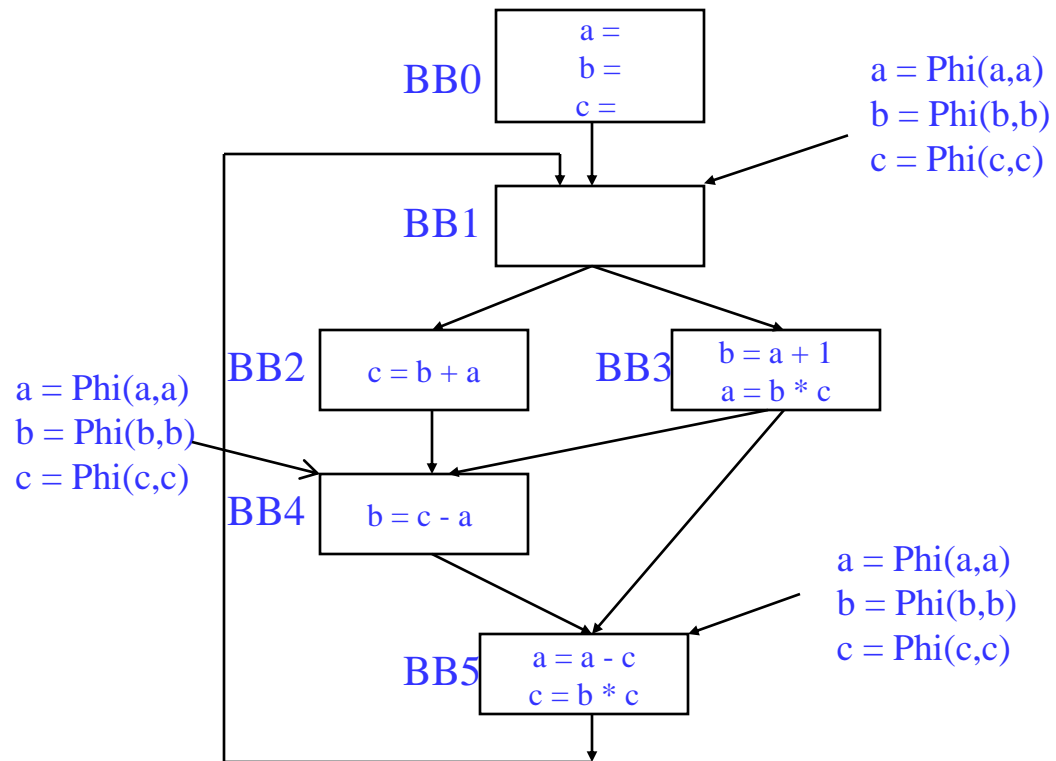 a =
b =
c =
BB0
a = Phi(a,a)
b = Phi(b,b)
c = Phi(c,c)
BB1
BB2
c = b + a
BB3
b = a + 1
a = b * c
a = Phi(a,a)
b = Phi(b,b)
c = Phi(c,c)
BB4
b = c - a
a = Phi(a,a)
b = Phi(b,b)
c = Phi(c,c)
BB5
a = a - c
c = b * c